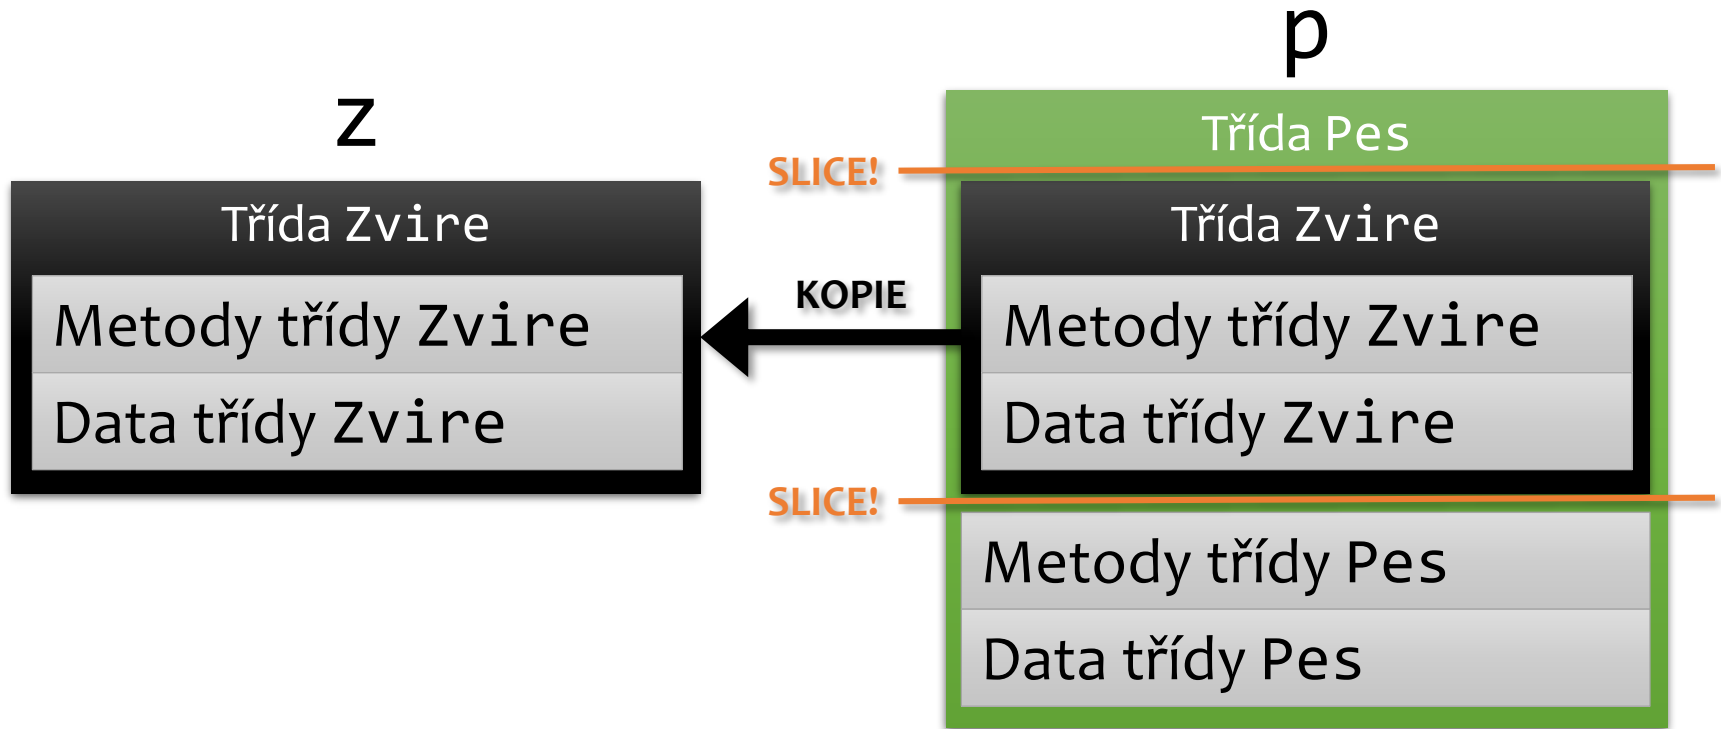 z
Třída Zvire
Metody třídy Zvire
Data třídy Zvire
SLICE!
KOPIE
SLICE!
p
Třída Pes
Třída Zvire
Metody třídy Zvire
Data třídy Zvire
Metody třídy Pes
Data třídy Pes